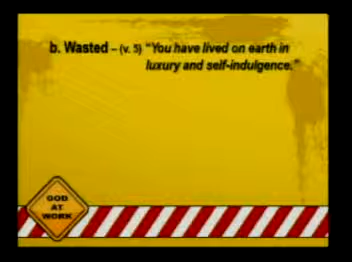 b. Wasted – (v. 5) “You have lived on earth in
luxury and self-indulgence.”
GOD
AT
WORK